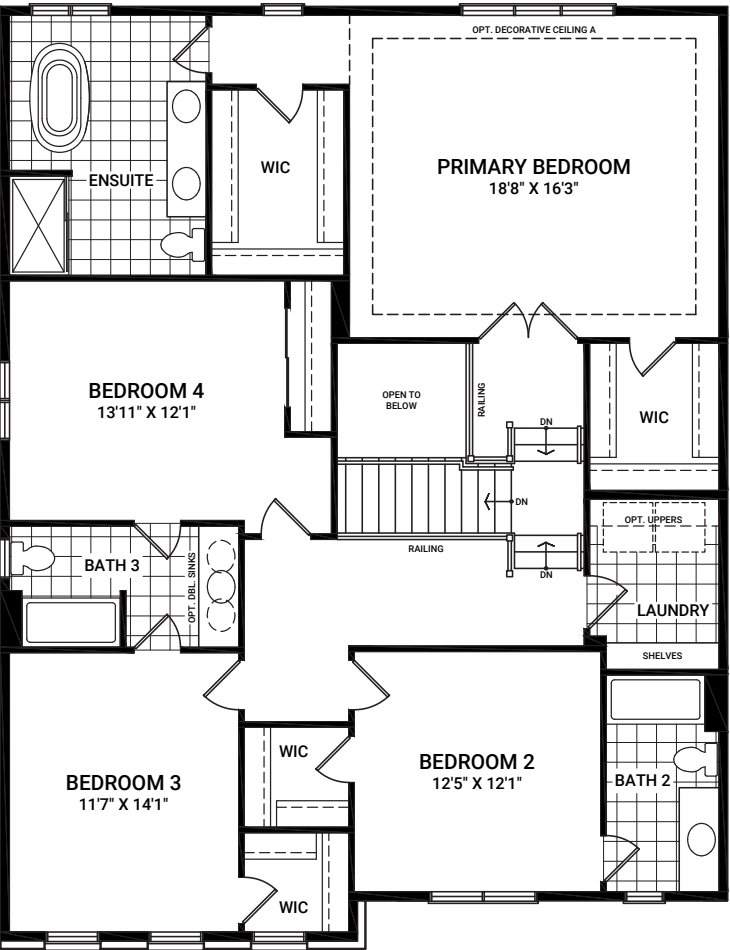 OPT. DECORATIVE CEILING A
WIC
PRIMARY BEDROOM
18'8" X 16'3"
ENSUITE
BEDROOM 4
13'11" X 12'1"
OPEN TO
BELOW
RAILING
DN
WIC
DN
OPT. UPPERS
RAILING
DN
BATH 3
OPT. DBL. SINKS
LAUNDRY
SHELVES
WIC
BEDROOM 2
12'5" X 12'1"
BEDROOM 3
11'7" X 14'1"
BATH 2
WIC